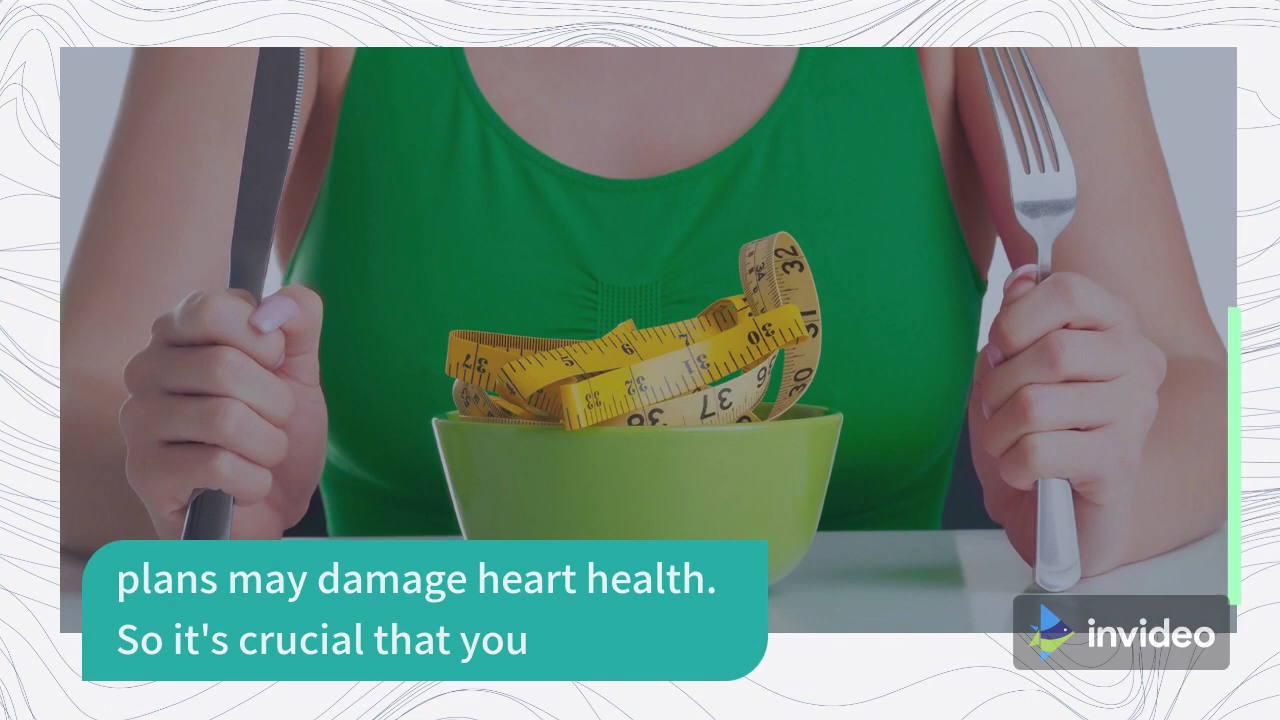 plans may damage heart health.
So it's crucial that you
invideo